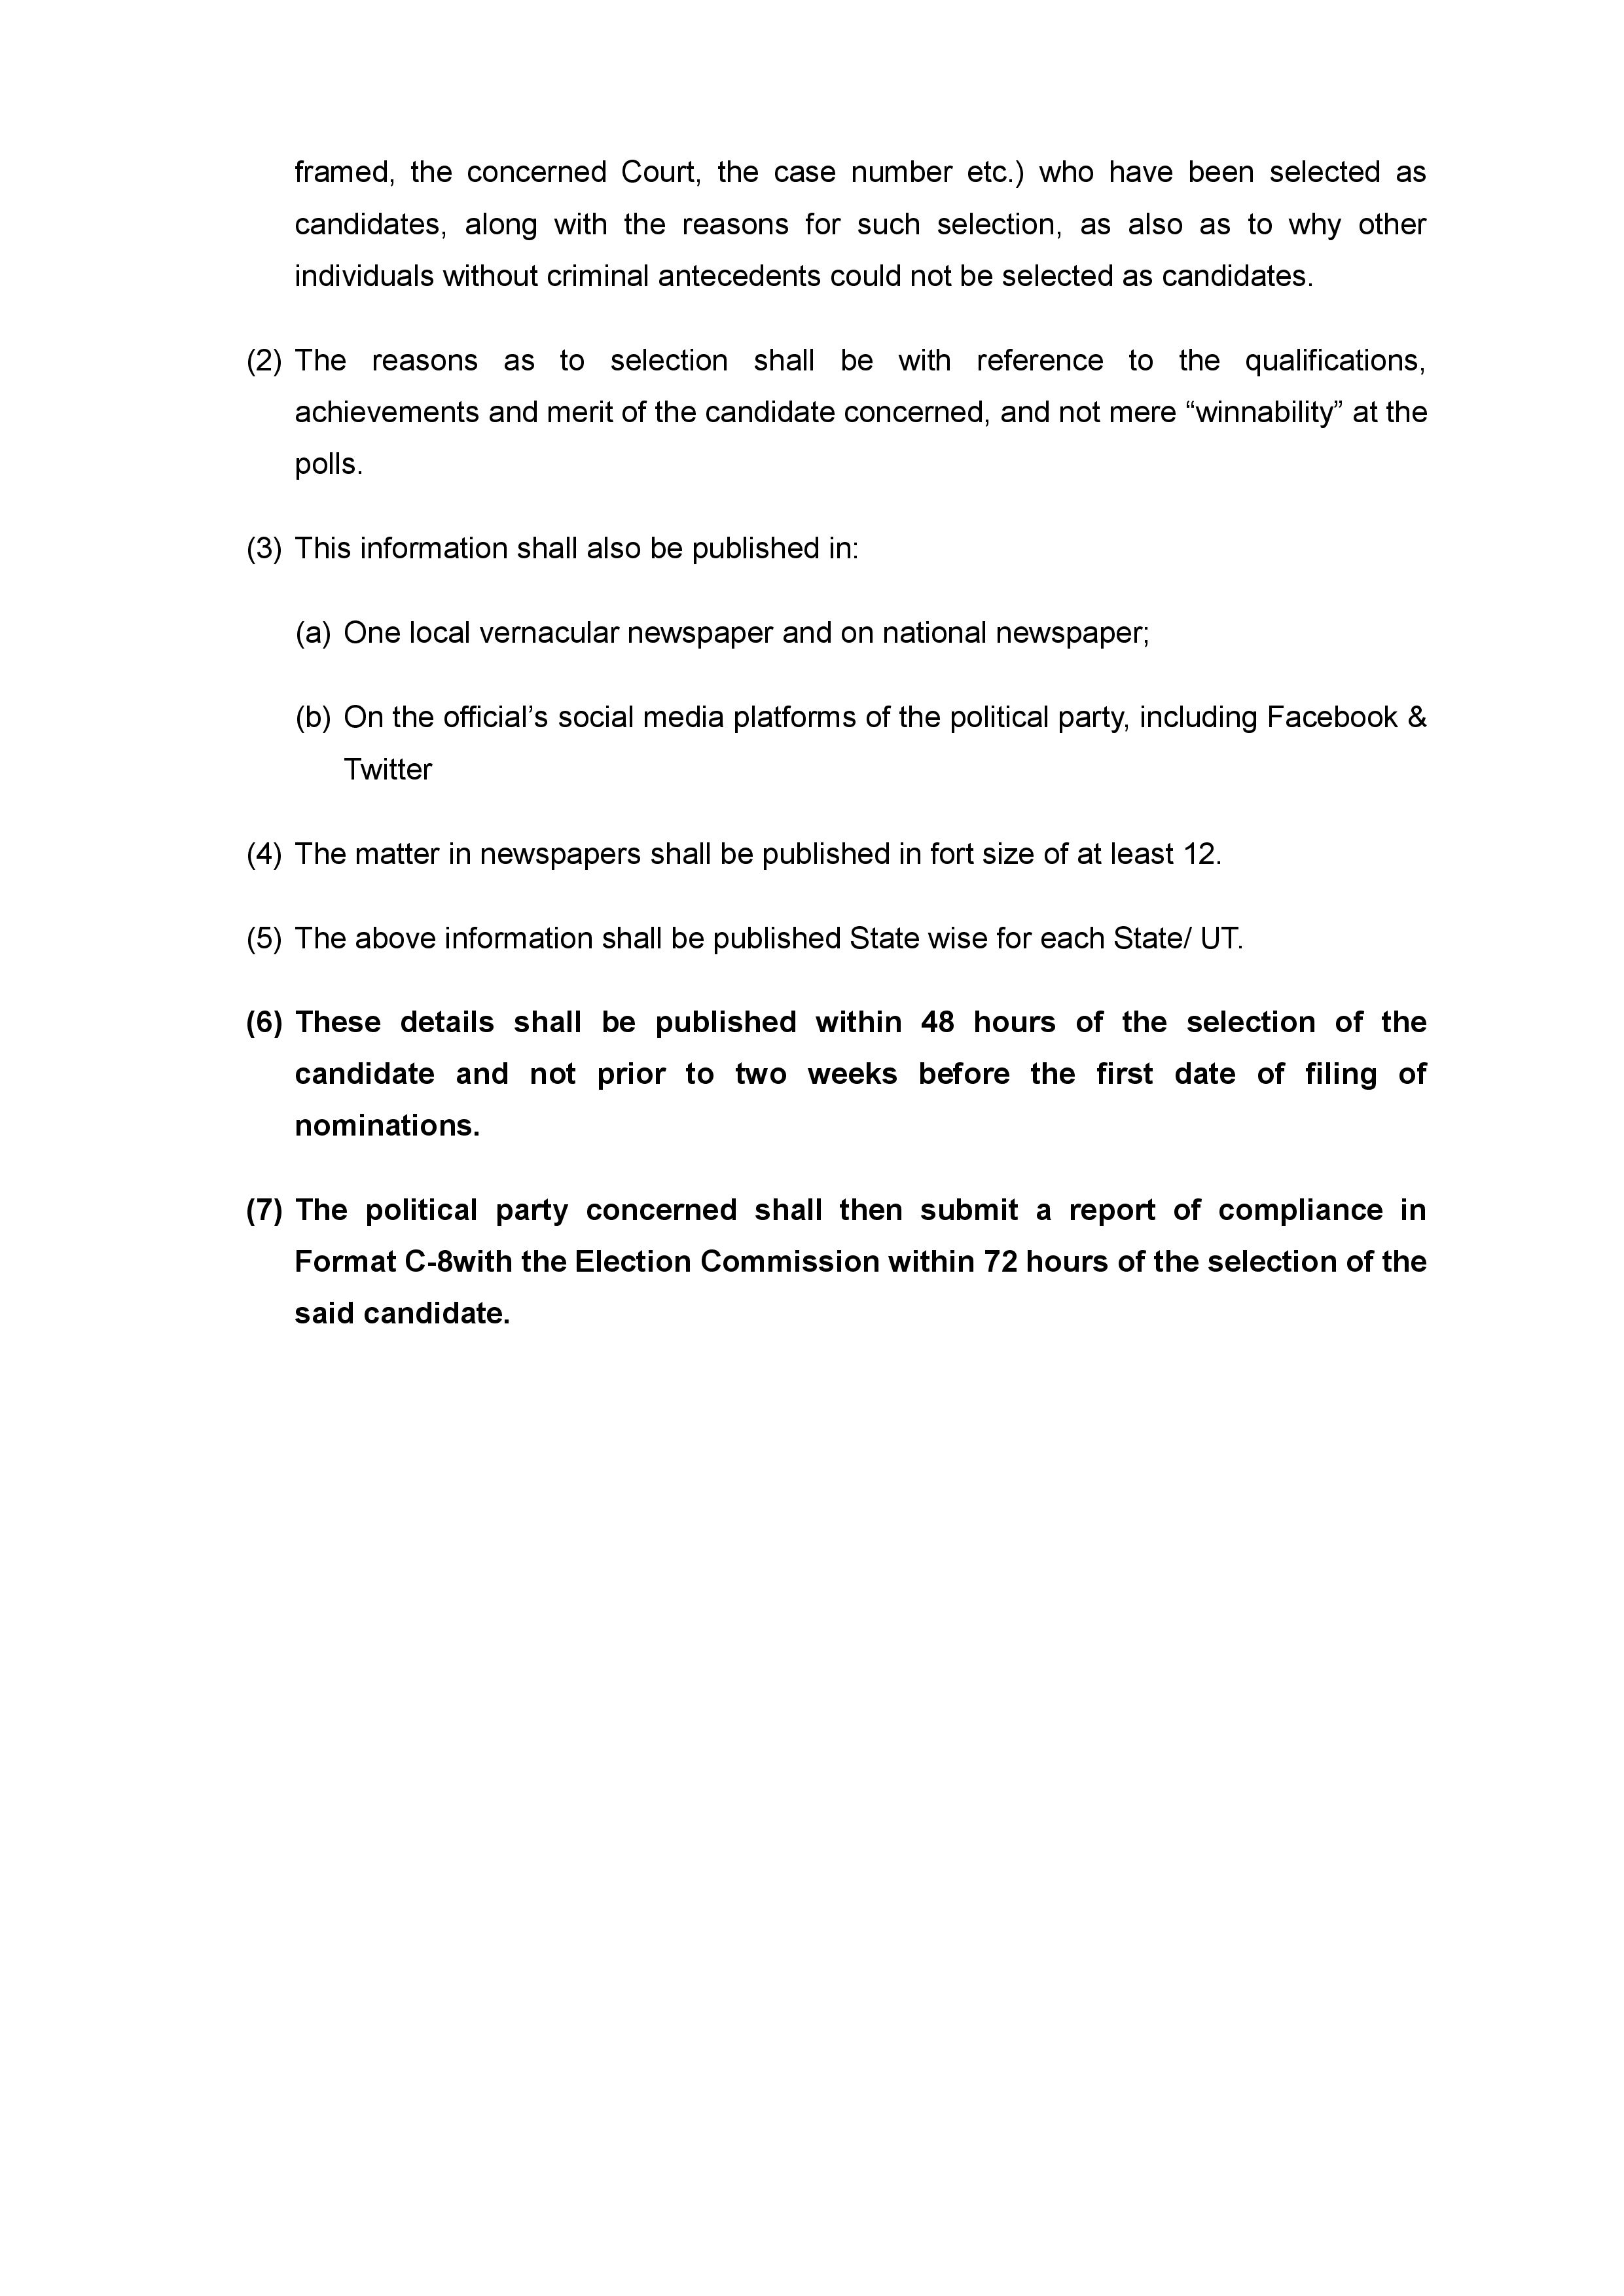 framed, the concerned Court, the case number etc.) who have been selected as
candidates, along with the reasons for such selection, as also as to why other
individuals without criminal antecedents could not be selected as candidates.
(2) The reasons as to selection shall be with reference to the qualifications,
achievements and merit of the candidate concerned, and not mere “winnability” at the
polls.
(3) This information shall also be published in:
(a) One local vernacular newspaper and on national newspaper;
(b) On the official’s social media platforms of the political party, including Facebook &
Twitter
(4) The matter in newspapers shall be published in fort size of at least 12.
(5) The above information shall be published State wise for each State/ UT.
(6) These details shall be published within 48 hours of the selection of the
candidate and not prior to two weeks before the first date of filing of
nominations.
(7) The political party concerned shall then submit a report of compliance in
Format C-8with the Election Commission within 72 hours of the selection of the
said candidate.